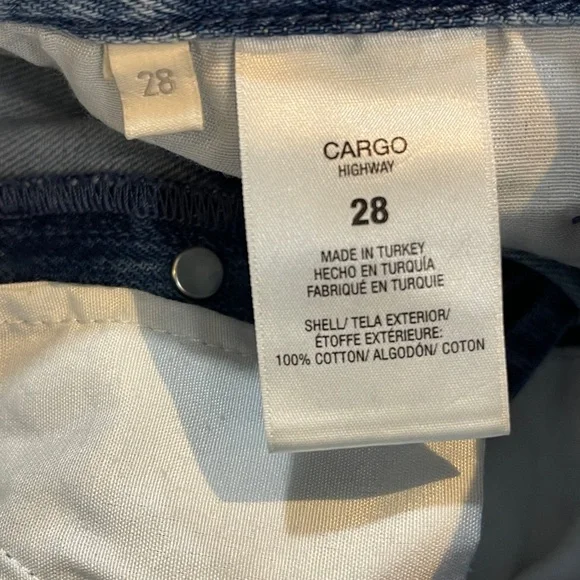 28
CARGO
HIGHWAY
28
MADE IN TURKEY
HECHO EN TURQUÍA
FABRIQUÉ EN TURQUIE
SHELL/ TELA EXTERIOR/
ÉTOFFE EXTÉRIEURE:
100% COTTON/ ALGODÓN/ COTON